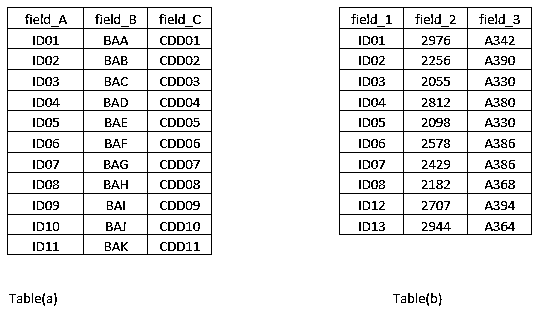 field_A field_B field_C
ID01 BAA CDD01
ID02 BAB CDD02
ID03 BAC CDD03
ID04 BAD CDD04
ID05 BAE CDD05
ID06 BAF CDD06
ID07 BAG CDD07
ID08 BAH CDD08
ID09 BAI CDD09
ID10 BAJ CDD10
ID11 BAK CDD11
Table(a)
field_1 field_2 field_3
ID01 2976 A342
ID02 2256 A390
ID03 2055 A330
ID04 2812 A380
ID05 2098 A330
ID06 2578 A386
ID07 2429 A386
ID08 2182 A368
ID12 2707 A394
ID13 2944 A364
Table(b)